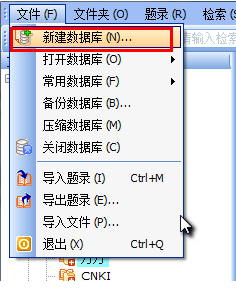 文件 (F) 文件夹 (O) 题录 (R) 检索
新建数据库 (N)... 请输入检索
打开数据库 (O)
常用数据库 (F)
备份数据库 (B)...
压缩数据库 (M)
关闭数据库 (C)
导入题录 (I) Ctrl+M
导出题录 (E)...
导入文件 (P)...
退出 (X) Ctrl+Q
万方
CNKI